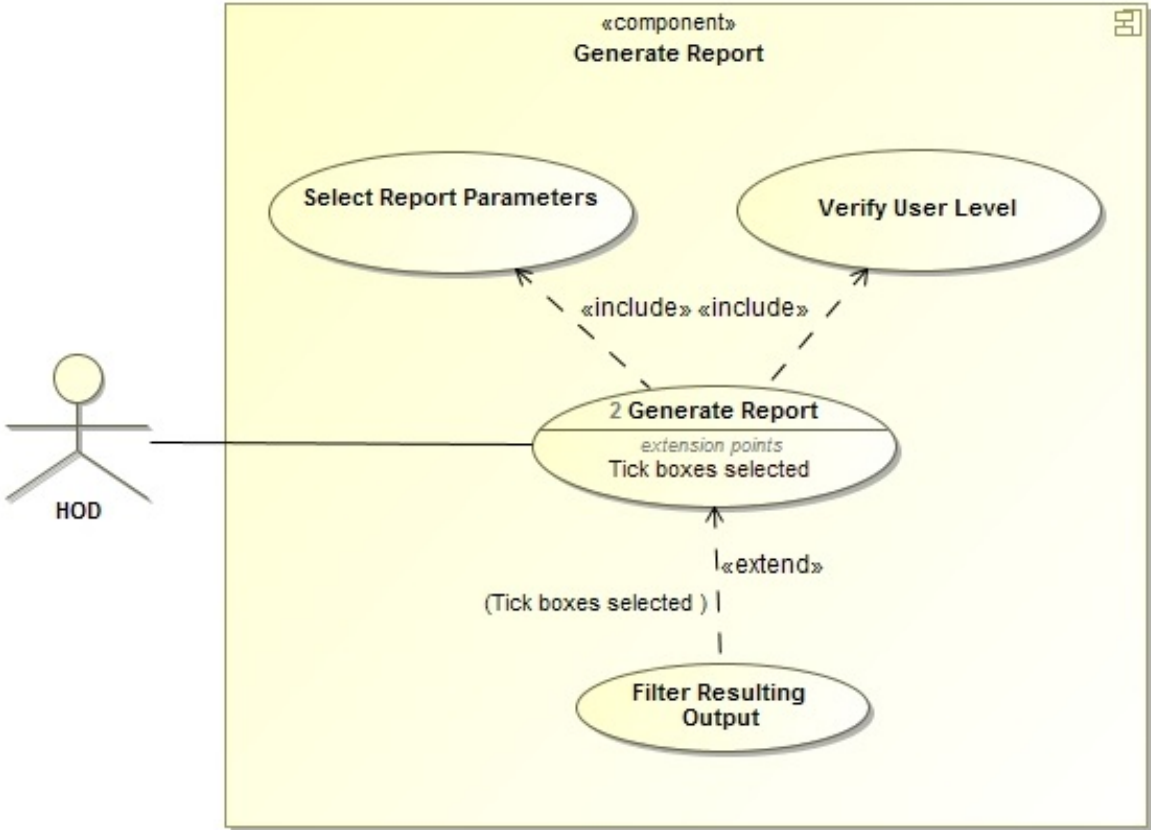 «component»
Generate Report
Select Report Parameters
Verify User Level
«include» «include»
2 Generate Report
extension points
Tick boxes selected
HOD
«extend»
(Tick boxes selected )
Filter Resulting
Output